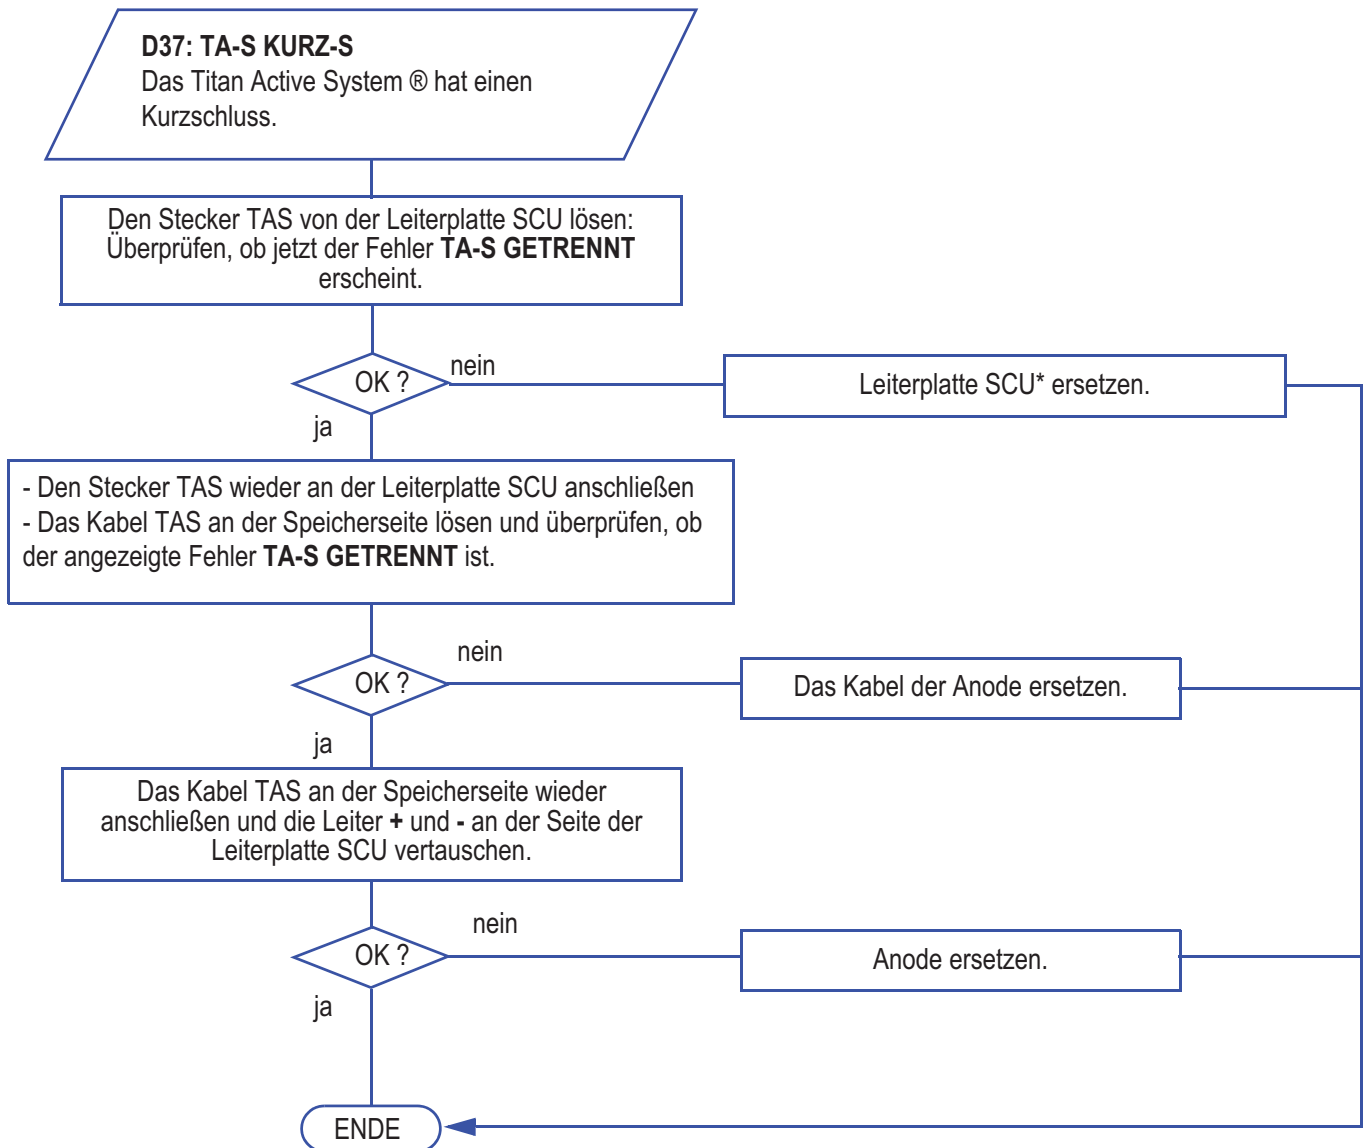 D37: TA-S KURZ-S
Das Titan Active System ® hat einen
Kurzschluss.
Den Stecker TAS von der Leiterplatte SCU lösen:
Überprüfen, ob jetzt der Fehler TA-S GETRENNT
erscheint.
OK ?
nein
Leiterplatte SCU* ersetzen.
ja
- Den Stecker TAS wieder an der Leiterplatte SCU anschließen
- Das Kabel TAS an der Speicherseite lösen und überprüfen, ob
der angezeigte Fehler TA-S GETRENNT ist.
OK ?
nein
Das Kabel der Anode ersetzen.
ja
Das Kabel TAS an der Speicherseite wieder
anschließen und die Leiter + und - an der Seite der
Leiterplatte SCU vertauschen.
OK ?
nein
Anode ersetzen.
ja
ENDE